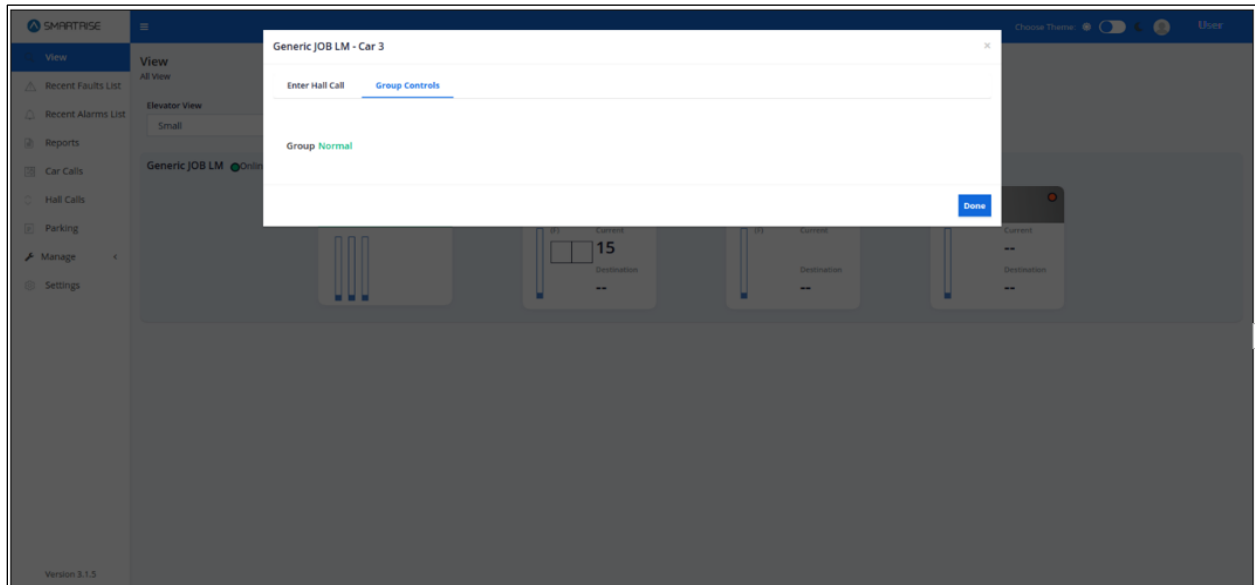 SMARTRISE
Choose Theme:
User
View
Recent Faults List
Recent Alarms List
Reports
Car Calls
Hall Calls
Parking
Manage
Settings
Version 3.1.5
View
All View
Elevator View
Small
Generic JOB LM Onlin
Generic JOB LM - Car 3
×
Enter Hall Call
Group Controls
Group Normal
Done
(F)
Current
15
Destination
--
Current
Destination
--
Current
--
Destination
--